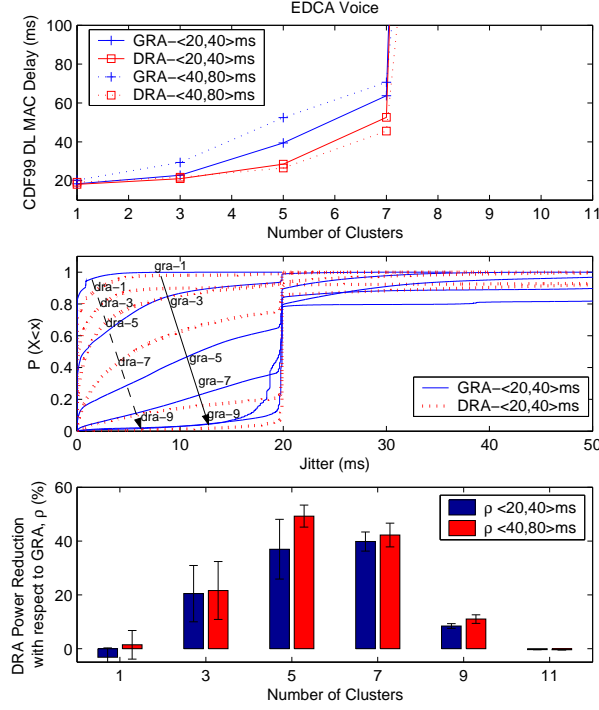 EDCA Voice
CDF99 DL MAC Delay (ms)
100
80
60
40
20
GRA-<20,40>ms
DRA-<20,40>ms
GRA-<40,80>ms
DRA-<40,80>ms
1 2 3 4 5 6 7 8 9 10 11
Number of Clusters
P (X<x)
1
0.8
0.6
0.4
0.2
0
gra-1
dra-1
dra-3
gra-3
dra-5
dra-7
gra-5
gra-7
dra-9
gra-9
GRA-<20,40>ms
DRA-<20,40>ms
0 10 20 30 40 50
Jitter (ms)
DRA Power Reduction
with respect to GRA, ρ (%)
60
40
20
0
ρ <20,40>ms
ρ <40,80>ms
1 3 5 7 9 11
Number of Clusters